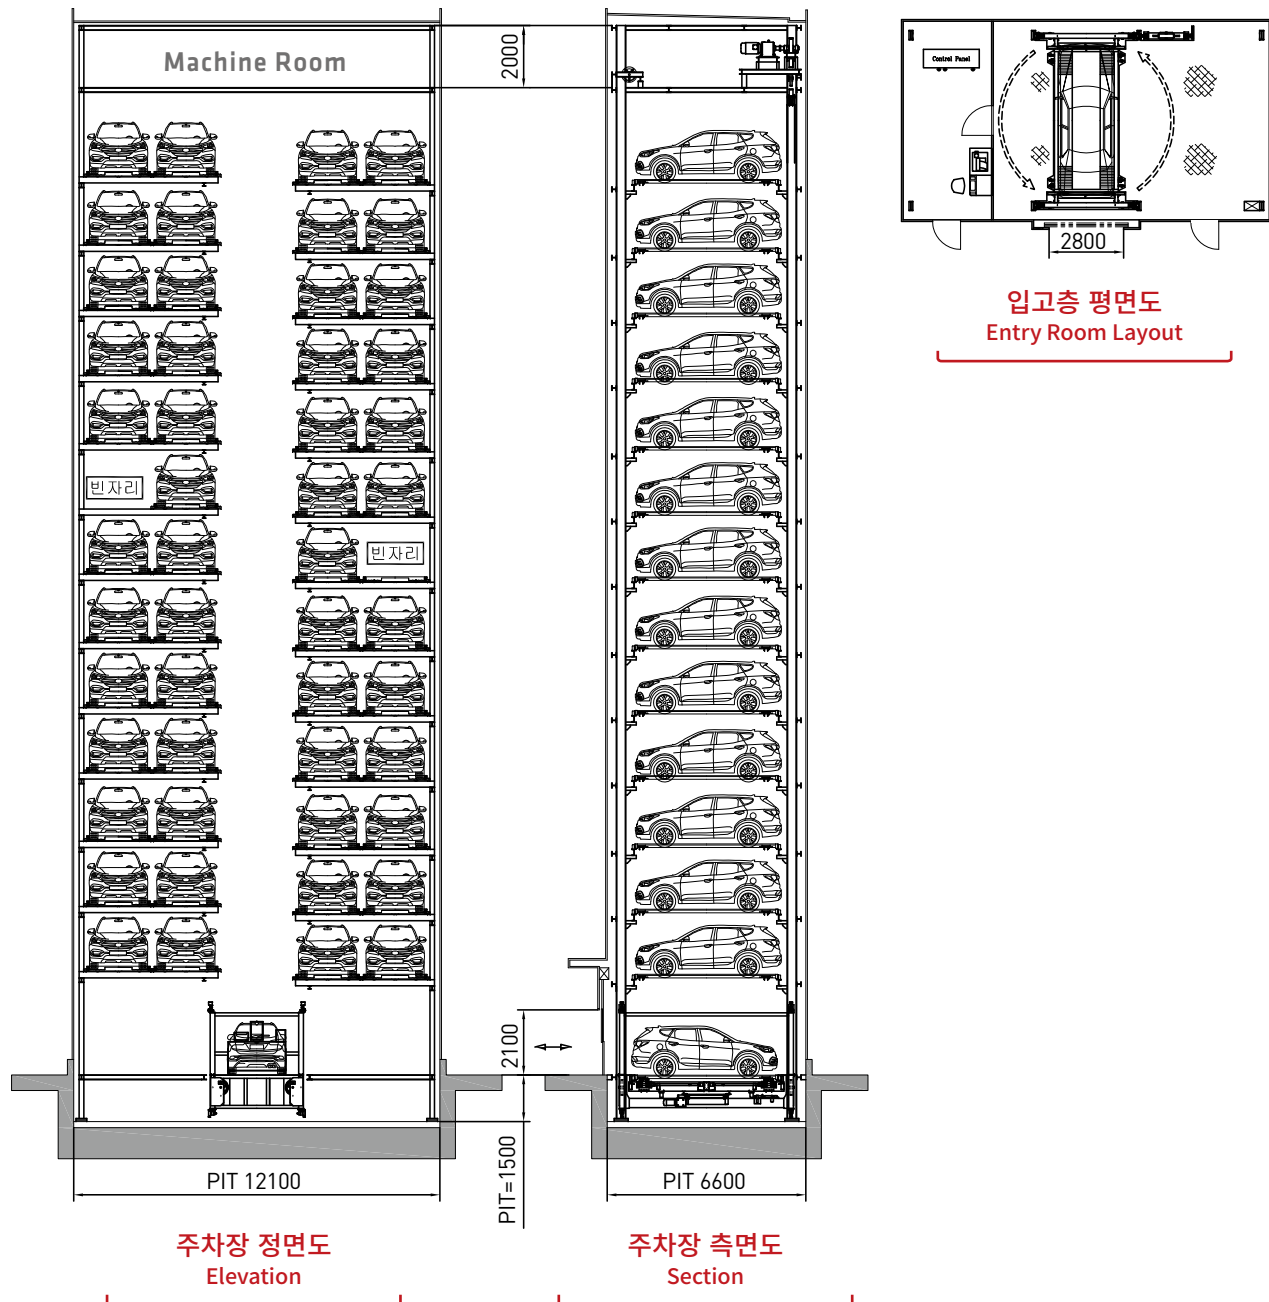 Machine Room
2000
Control Panel
2800
입고층 평면도
Entry Room Layout
빈자리
빈자리
2100
PIT=1500
PIT 12100
PIT 6600
주차장 정면도
Elevation
주차장 측면도
Section